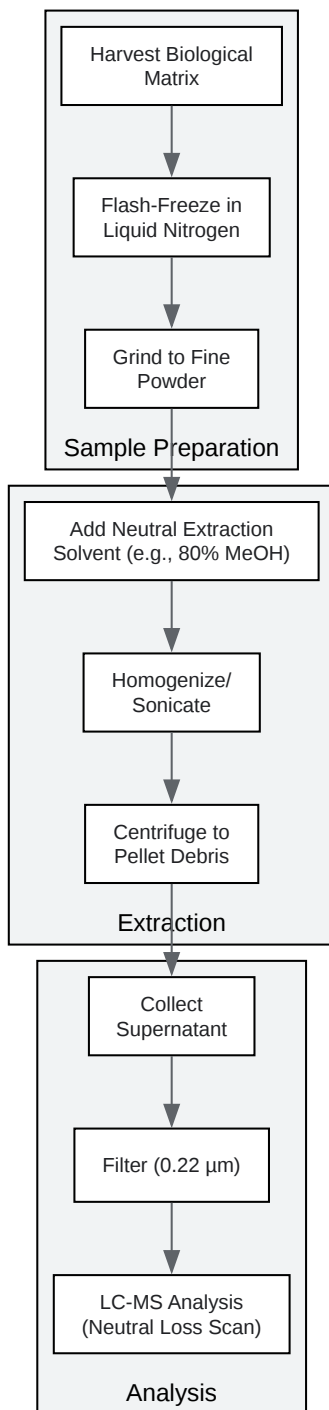 Harvest Biological
Matrix
Flash-Freeze in
Liquid Nitrogen
Grind to Fine
Powder
Sample Preparation
Add Neutral Extraction
Solvent (e.g., 80% MeOH)
Homogenize/
Sonicate
Centrifuge to
Pellet Debris
Extraction
Collect
Supernatant
Filter (0.22 µm)
LC-MS Analysis
(Neutral Loss Scan)
Analysis